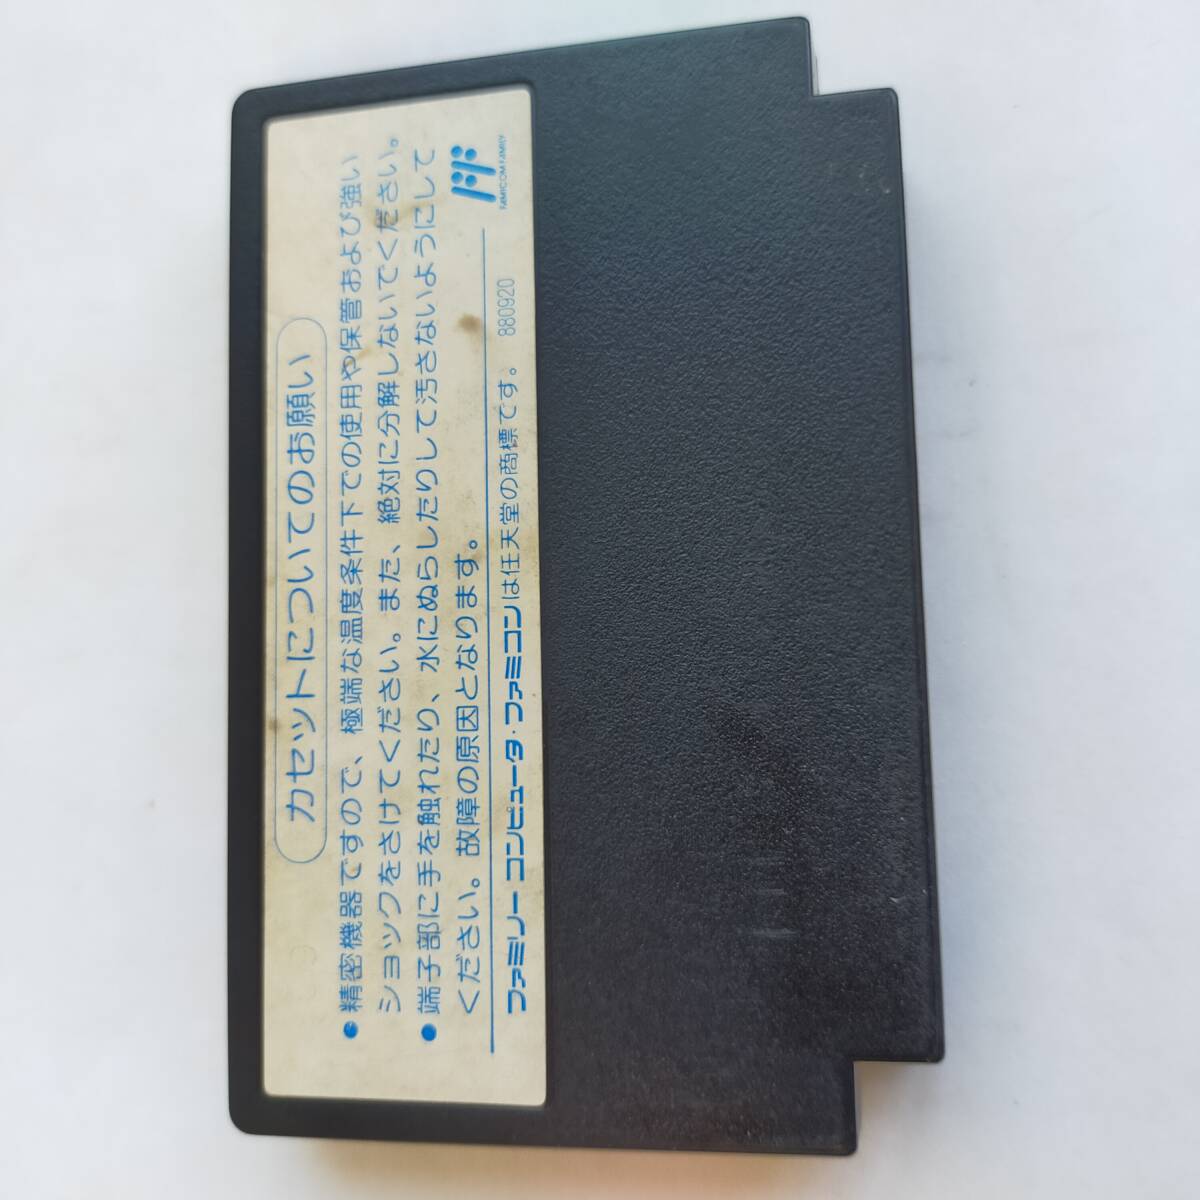 カセットについてのお願い
●精密機器ですので、極端な温度条件下での使用や保管および強い
ショックをさけてください。また、絶対に分解しないでください。
●端子部に手を触れたり、水にぬらしたりして汚さないようにして
ください。故障の原因となります。
ファミリー コンピュータ・ファミコンは任天堂の商標です。 880920
FF
FAMICOM FAMILY